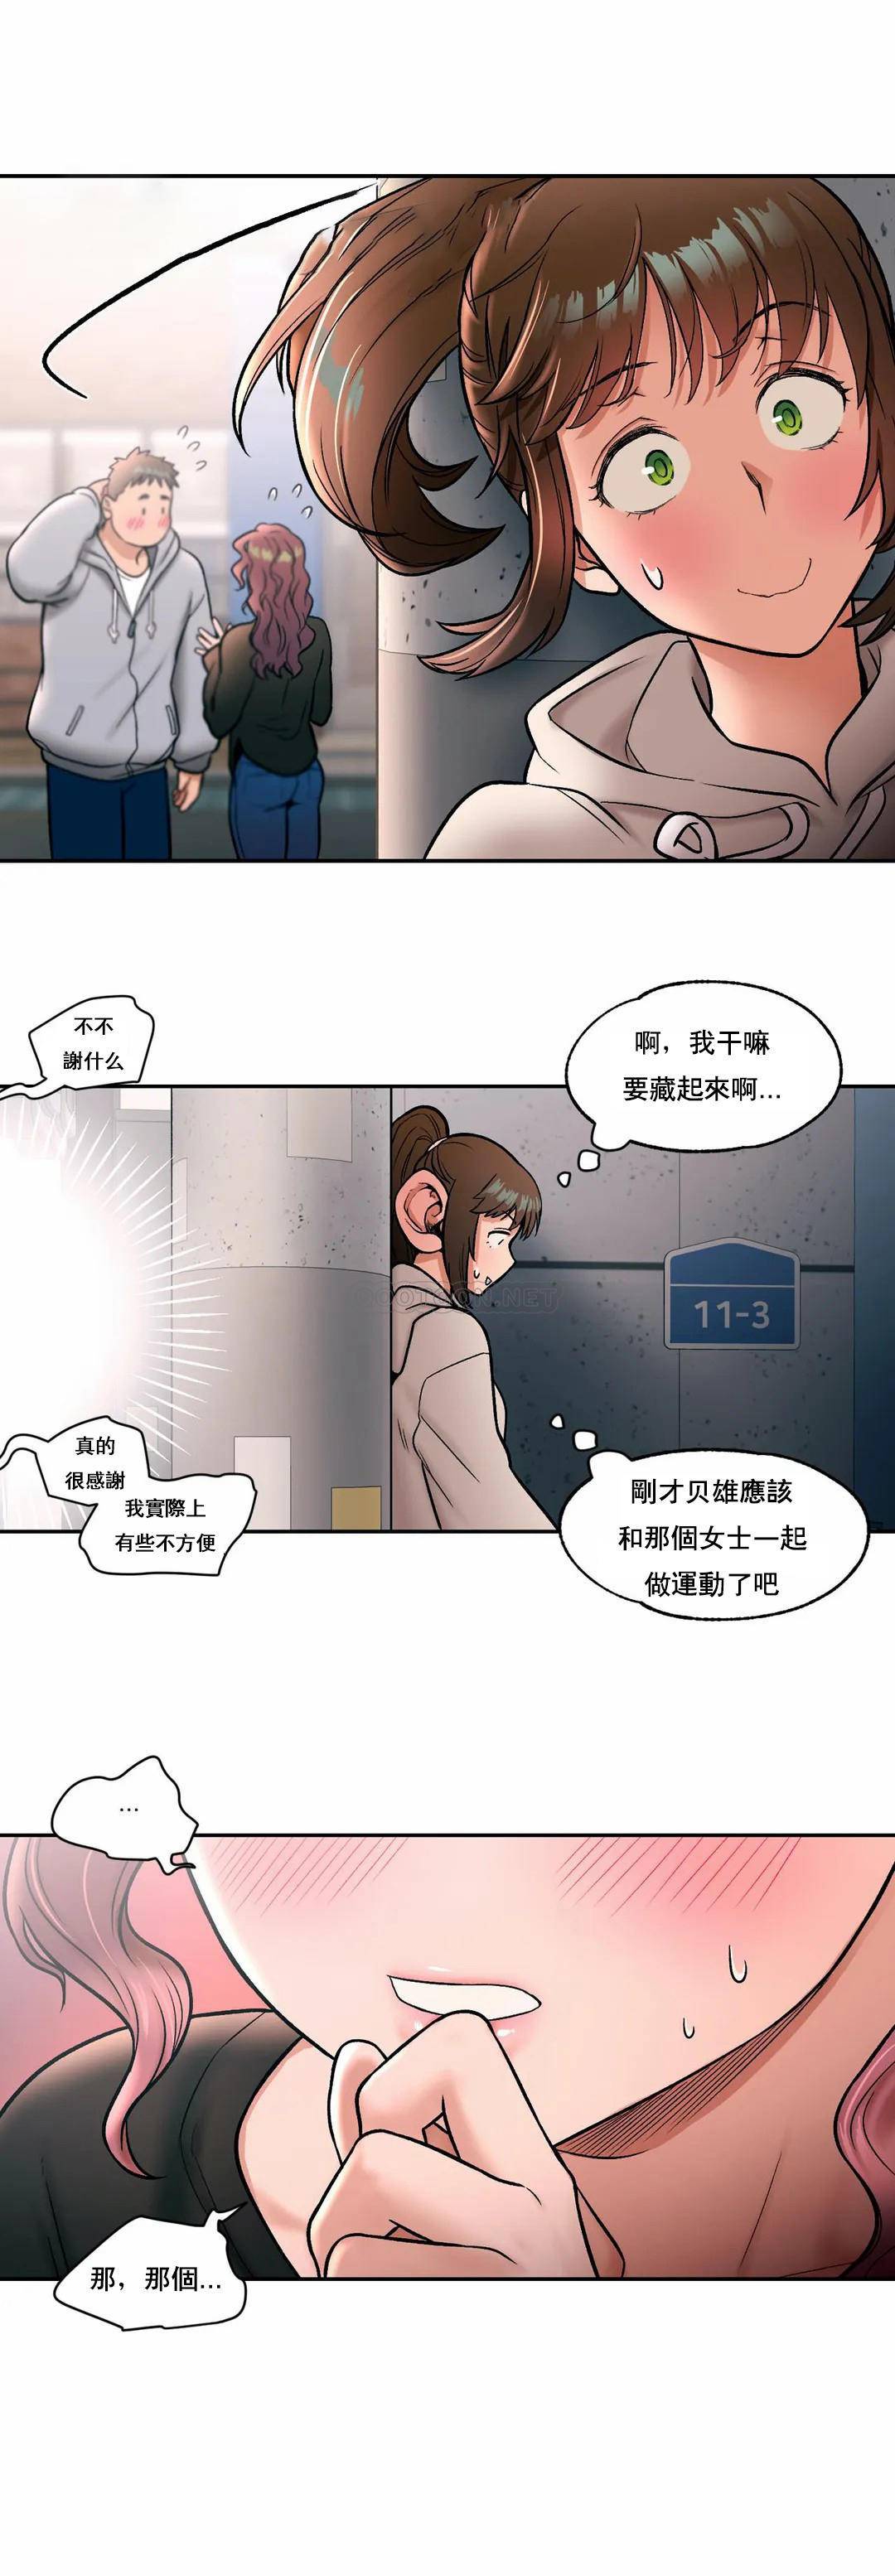 不不
謝什么
啊，我干嘛
要藏起來啊...
11-3
真的
很感謝
我實際上
有些不方便
剛才贝雄應該
和那個女士一起
做運動了吧
...
那，那個...